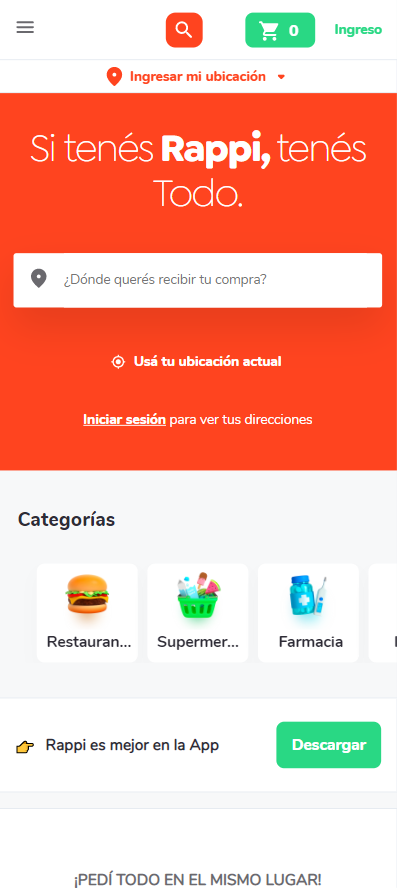 0
Ingreso
Ingresar mi ubicación
Si tenés Rappi, tenés
Todo.
¿Dónde querés recibir tu compra?
Usá tu ubicación actual
Iniciar sesión para ver tus direcciones
Categorías
Restauran...
Supermer...
Farmacia
Rappi es mejor en la App
Descargar
¡PEDÍ TODO EN EL MISMO LUGAR!